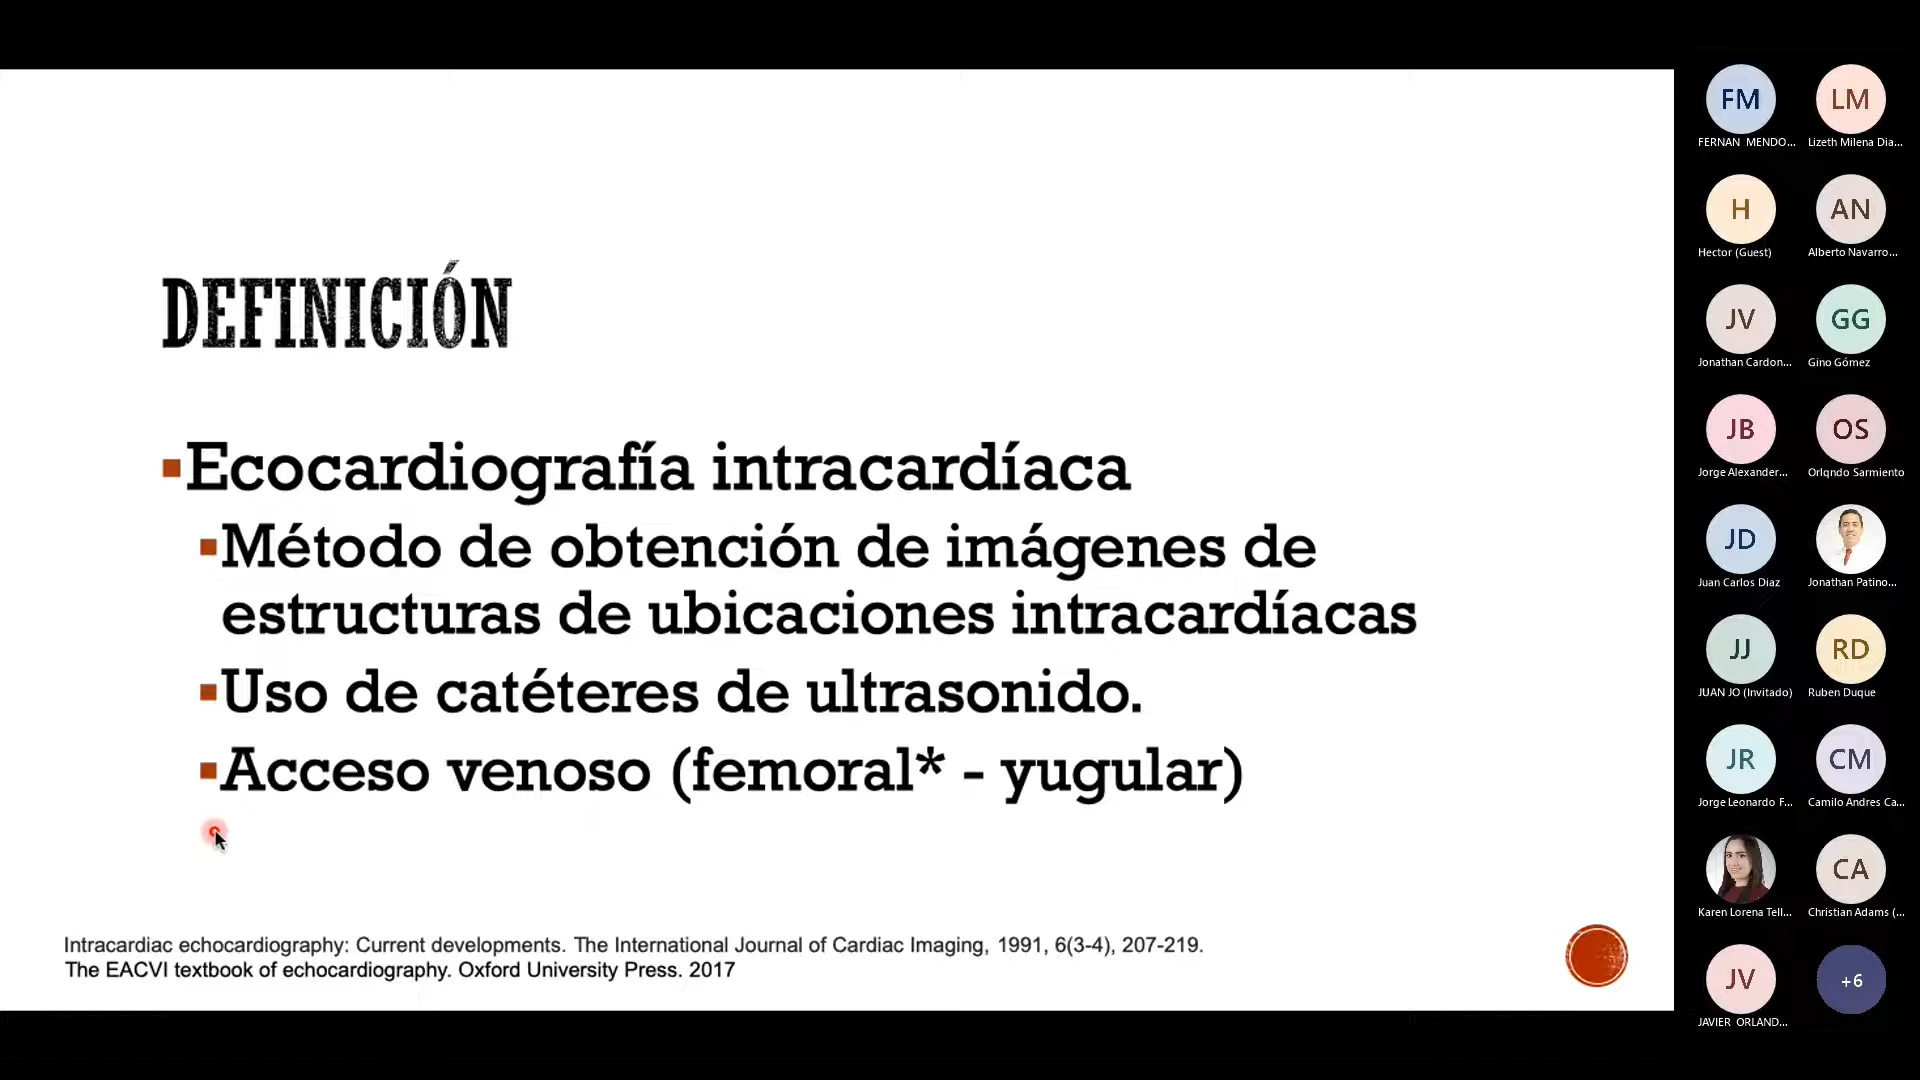 DEFINICIÓN
Ecocardiografía intracardíaca
Método de obtención de imágenes de
estructuras de ubicaciones intracardíacas
Uso de catéteres de ultrasonido.
Acceso venoso (femoral* - yugular)
Intracardiac echocardiography: Current developments. The International Journal of Cardiac Imaging, 1991, 6(3-4), 207-219.
The EACVI textbook of echocardiography. Oxford University Press. 2017
FM
FERNAN MENDO...
LM
Lizeth Milena Dia...
H
Hector (Guest)
AN
Alberto Navarro...
JV
Jonathan Cardon...
GG
Gino Gómez
JB
Jorge Alexander...
OS
Orlqndo Sarmiento
JD
Juan Carlos Diaz
Jonathan Patino...
JJ
JUAN JO (Invitado)
RD
Ruben Duque
JR
Jorge Leonardo F...
CM
Camilo Andres Ca...
Karen Lorena Tell...
CA
Christian Adams (...
JV
JAVIER ORLAND...
+6